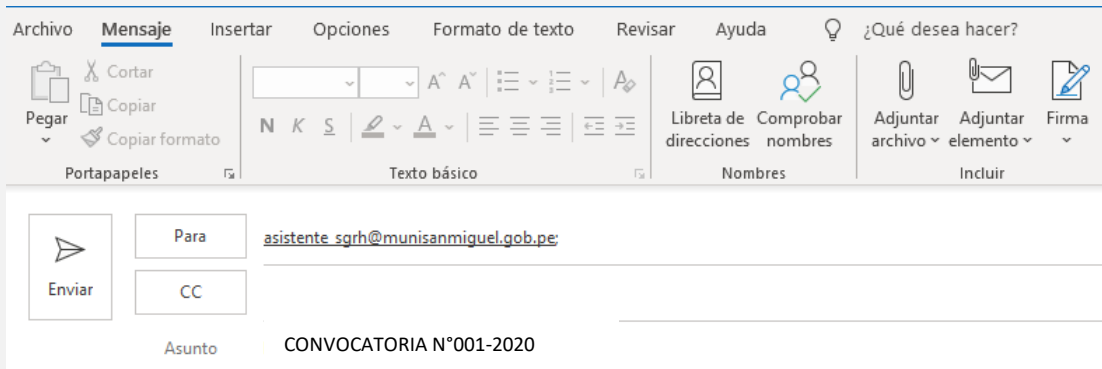 Archivo Mensaje Insertar Opciones Formato de texto Revisar Ayuda ¿Qué desea hacer?
Pegar
Cortar
Copiar
Copiar formato
Portapapeles
N K S A
Texto básico
Libreta de direcciones
Comprobar nombres
Nombres
Adjuntar archivo
Adjuntar elemento
Firma
Incluir
Enviar
Para asistente_sgrh@munisanmiguel.gob.pe;
CC
Asunto CONVOCATORIA N°001-2020